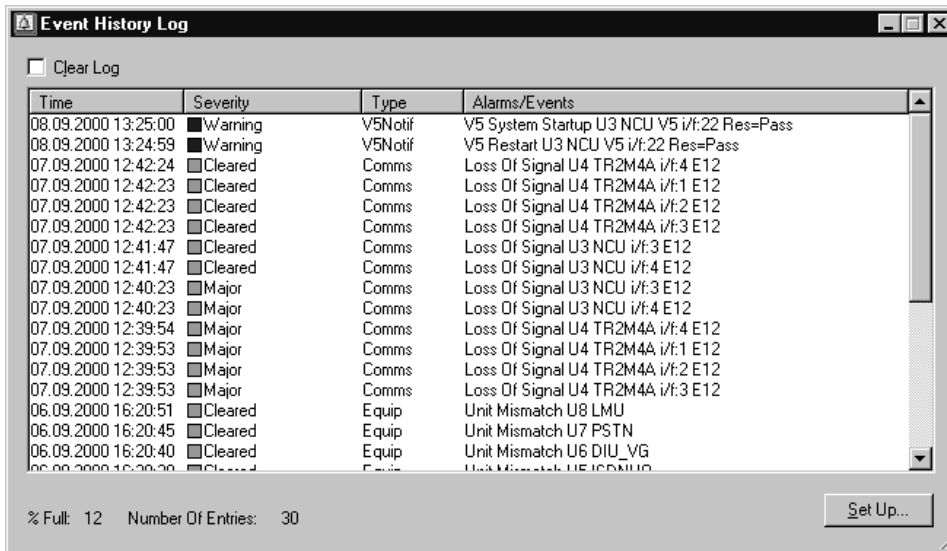 Event History Log
Clear Log
Time Severity Type Alarms/Events
08.09.2000 13:25:00 Warning V5Notif V5 System Startup U3 NCU V5 i/f:22 Res=Pass
08.09.2000 13:24:59 Warning V5Notif V5 Restart U3 NCU V5 i/f:22 Res=Pass
07.09.2000 12:42:24 Cleared Comms Loss Of Signal U4 TR2M4A i/f:4 E12
07.09.2000 12:42:23 Cleared Comms Loss Of Signal U4 TR2M4A i/f:1 E12
07.09.2000 12:42:23 Cleared Comms Loss Of Signal U4 TR2M4A i/f:2 E12
07.09.2000 12:42:23 Cleared Comms Loss Of Signal U4 TR2M4A i/f:3 E12
07.09.2000 12:41:47 Cleared Comms Loss Of Signal U3 NCU i/f:3 E12
07.09.2000 12:41:47 Cleared Comms Loss Of Signal U3 NCU i/f:4 E12
07.09.2000 12:40:23 Major Comms Loss Of Signal U3 NCU i/f:3 E12
07.09.2000 12:40:23 Major Comms Loss Of Signal U3 NCU i/f:4 E12
07.09.2000 12:39:54 Major Comms Loss Of Signal U4 TR2M4A i/f:4 E12
07.09.2000 12:39:53 Major Comms Loss Of Signal U4 TR2M4A i/f:1 E12
07.09.2000 12:39:53 Major Comms Loss Of Signal U4 TR2M4A i/f:2 E12
07.09.2000 12:39:53 Major Comms Loss Of Signal U4 TR2M4A i/f:3 E12
06.09.2000 16:20:51 Cleared Equip Unit Mismatch U8 LMU
06.09.2000 16:20:45 Cleared Equip Unit Mismatch U7 PSTN
06.09.2000 16:20:40 Cleared Equip Unit Mismatch U6 DIU_VG
06.09.2000 Cleared Equip Unit Mismatch U5
% Full: 12 Number Of Entries: 30
Set Up...